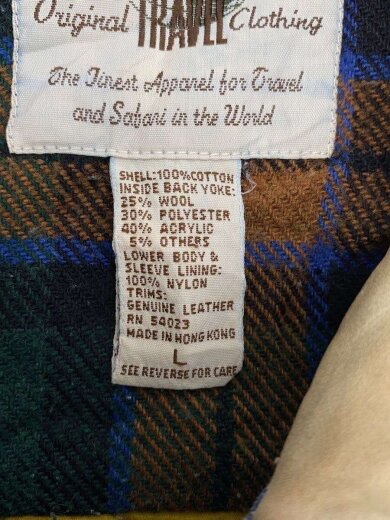 Original TRAVEL Clothing
The Finest Apparel for Travel
and Safari in the World
SHELL:100%COTTON
INSIDE BACK YOKE:
25% WOOL
30% POLYESTER
40% ACRYLIC
5% OTHERS
LOWER BODY &
SLEEVE LINING:
100% NYLON
TRIMS:
GENUINE LEATHER
RN 54023
MADE IN HONG KONG
L
SEE REVERSE FOR CARE